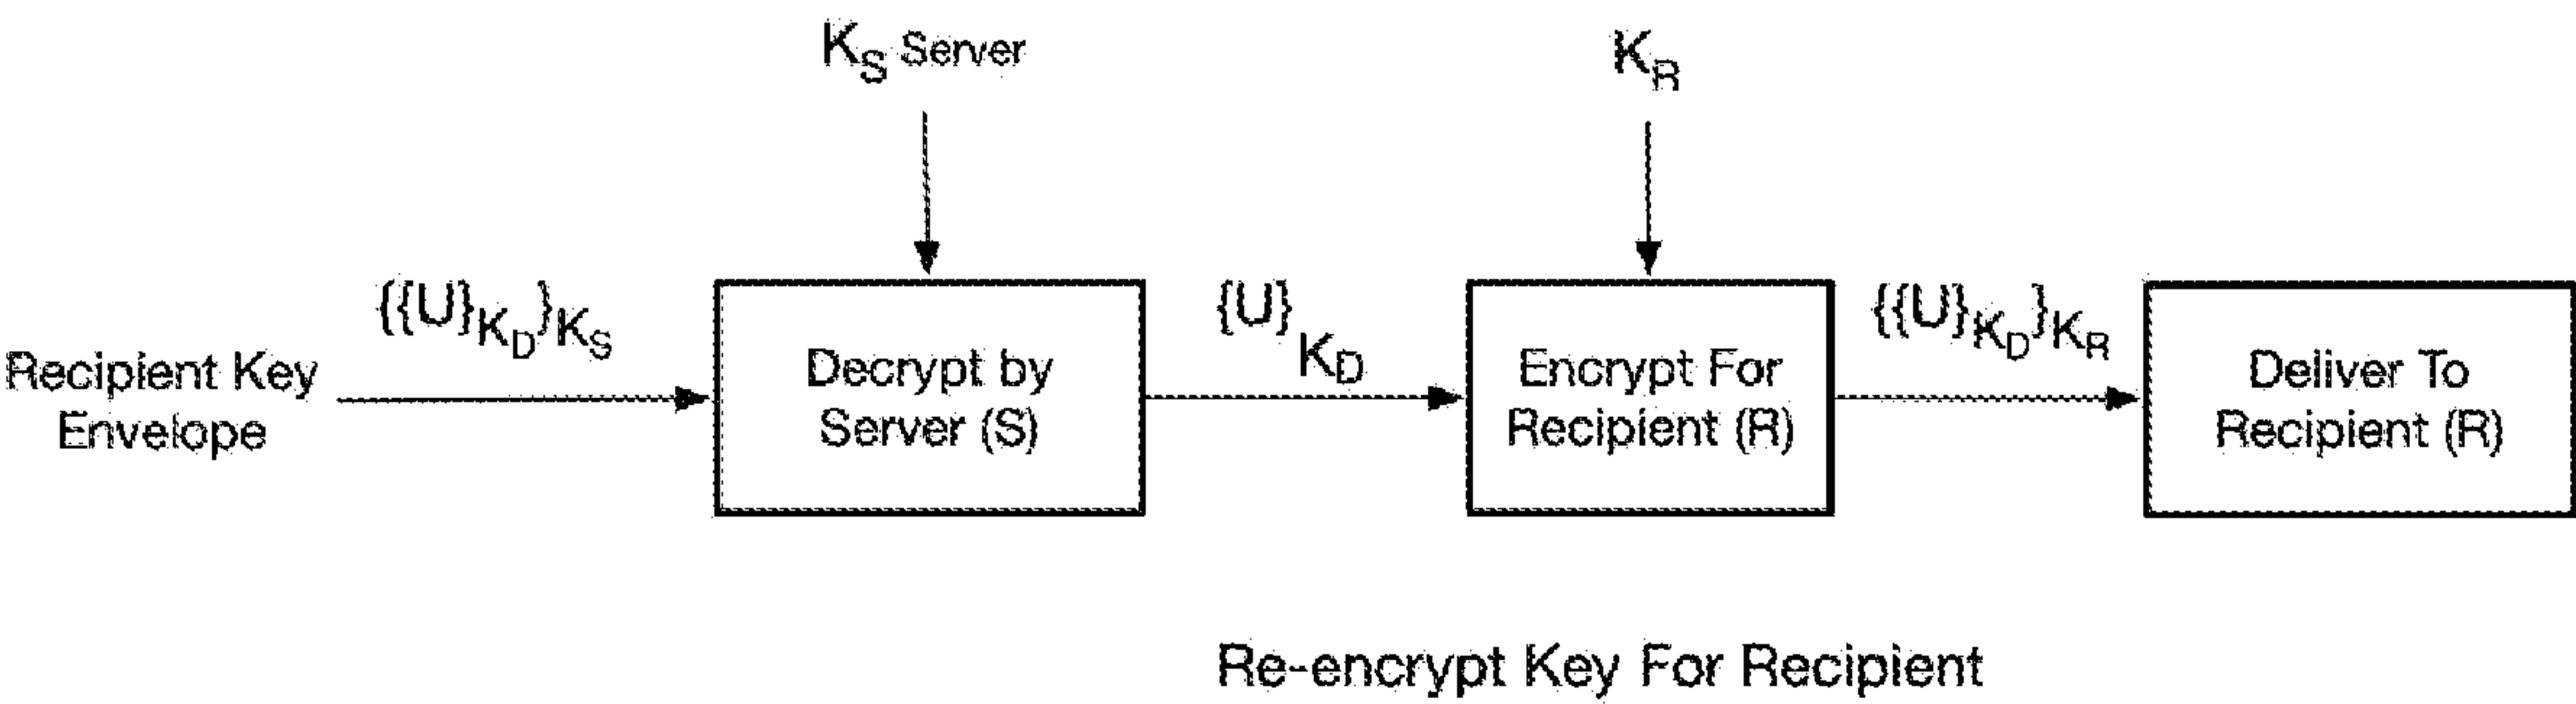 K_S Server
K_R
{{U}_K_D}_K_S
{U}_K_D
{{U}_K_D}_K_R
Recipient Key
Envelope
Decrypt by
Server (S)
Encrypt For
Recipient (R)
Deliver To
Recipient (R)
Re-encrypt Key For Recipient